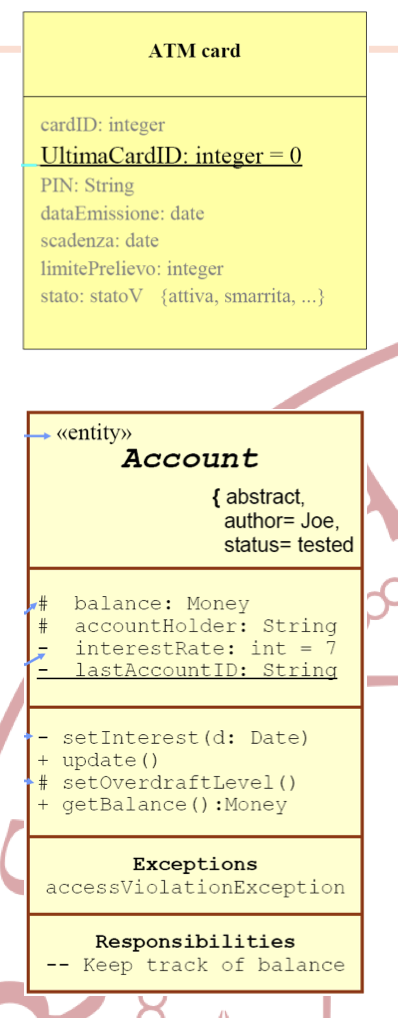 ATM card
cardID: integer
UltimaCardID: integer = 0
PIN: String
dataEmissione: date
scadenza: date
limitePrelievo: integer
stato: statoV {attiva, smarrita, ...}
«entity»
Account
{ abstract,
author= Joe,
status= tested
# balance: Money
# accountHolder: String
- interestRate: int = 7
- lastAccountID: String
- setInterest(d: Date)
+ update()
# setOverdraftLevel()
+ getBalance():Money
Exceptions
accessViolationException
Responsibilities
-- Keep track of balance